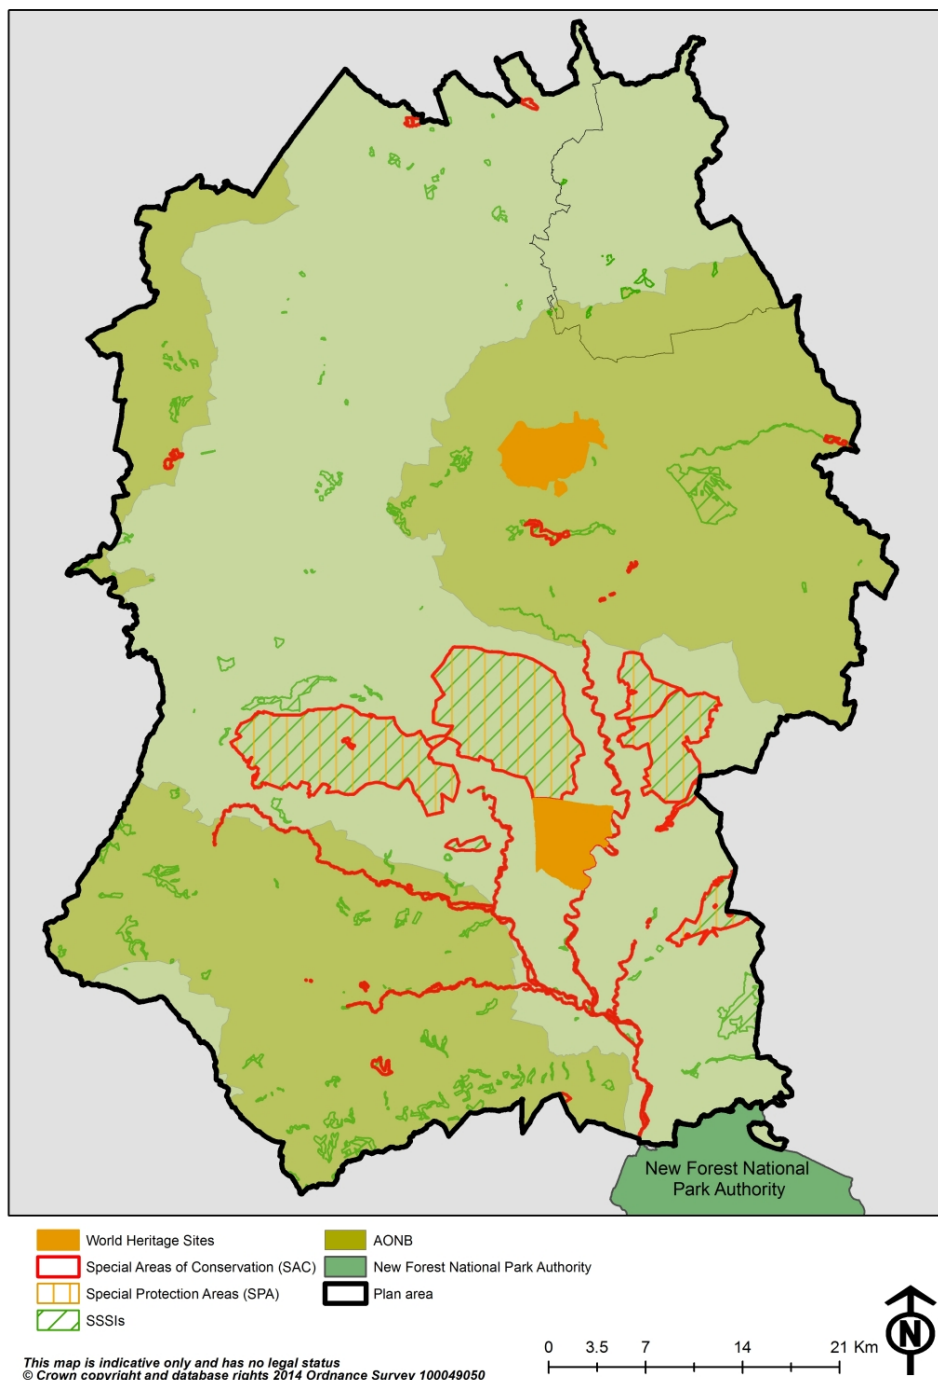 New Forest National
Park Authority
World Heritage Sites
AONB
Special Areas of Conservation (SAC)
New Forest National Park Authority
Special Protection Areas (SPA)
Plan area
SSSIs
0 3.5 7 14 21 Km
N
This map is indicative only and has no legal status
© Crown copyright and database rights 2014 Ordnance Survey 100049050